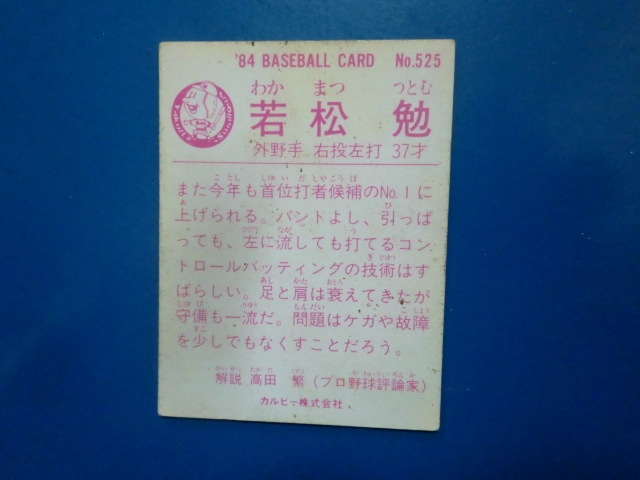 '84 BASEBALL CARD No.525
わか まつ つとむ
若松 勉
外野手 右投左打 37才
また今年も首位打者候補のNo.1に
上げられる。バントよし、引っぱ
っても、左に流しても打てるコン
トロールバッティングの技術はす
ばらしい。足と肩は衰えてきたが
守備も一流だ。問題はケガや故障
を少しでもなくすことだろう。
解説 高田 繁(プロ野球評論家)
カルビー株式会社